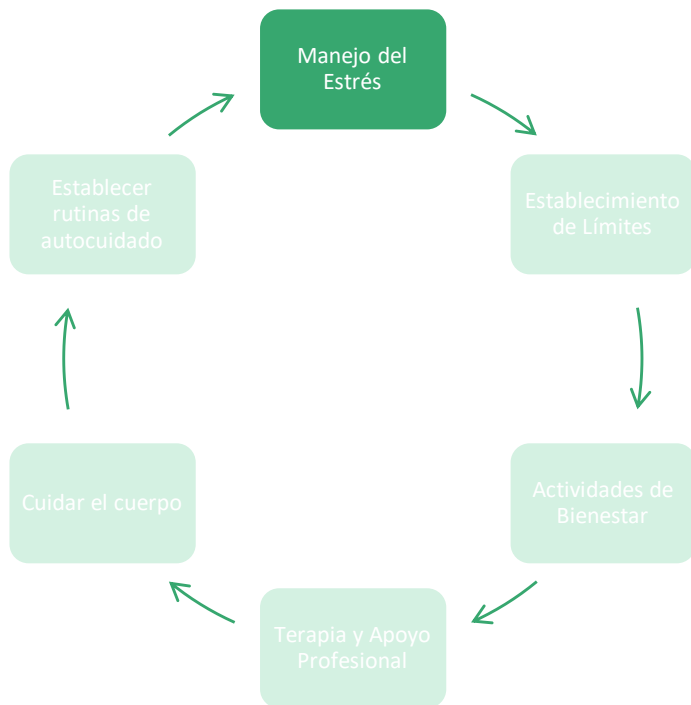 Manejo del
Estrés
Establecimiento
de Límites
Actividades de
Bienestar
Terapia y Apoyo
Profesional
Cuidar el cuerpo
Establecer
rutinas de
autocuidado